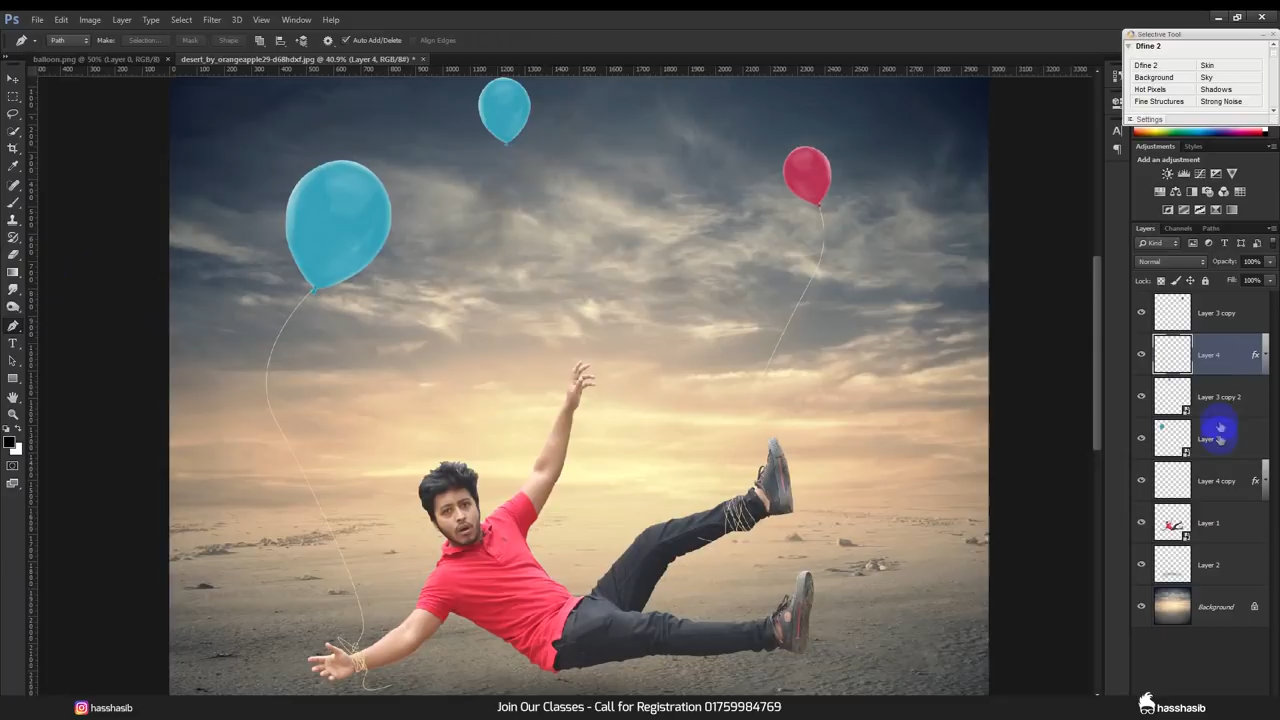 Ps File Edit Image Layer Type Select Filter 3D View Window Help
Path Make: Selection... Mask Shape Auto Add/Delete Align Edges
balloon.png @ 50% (Layer 0, RGB/8) × desert_by_orangeapple29-d68hdxf.jpg @ 40.9% (Layer 4, RGB/8#) * ×
Selective Tool
Dfine 2
Dfine 2 Skin
Background Sky
Hot Pixels Shadows
Fine Structures Strong Noise
Settings
Adjustments Styles
Add an adjustment
Layers Channels Paths
Kind
Normal Opacity: 100%
Lock: Fill: 100%
Layer 3 copy
Layer 4 fx
Layer 3 copy 2
Layer
Layer 4 copy fx
Layer 1
Layer 2
Background
hasshasib
Join Our Classes - Call for Registration 01759984769
hasshasib